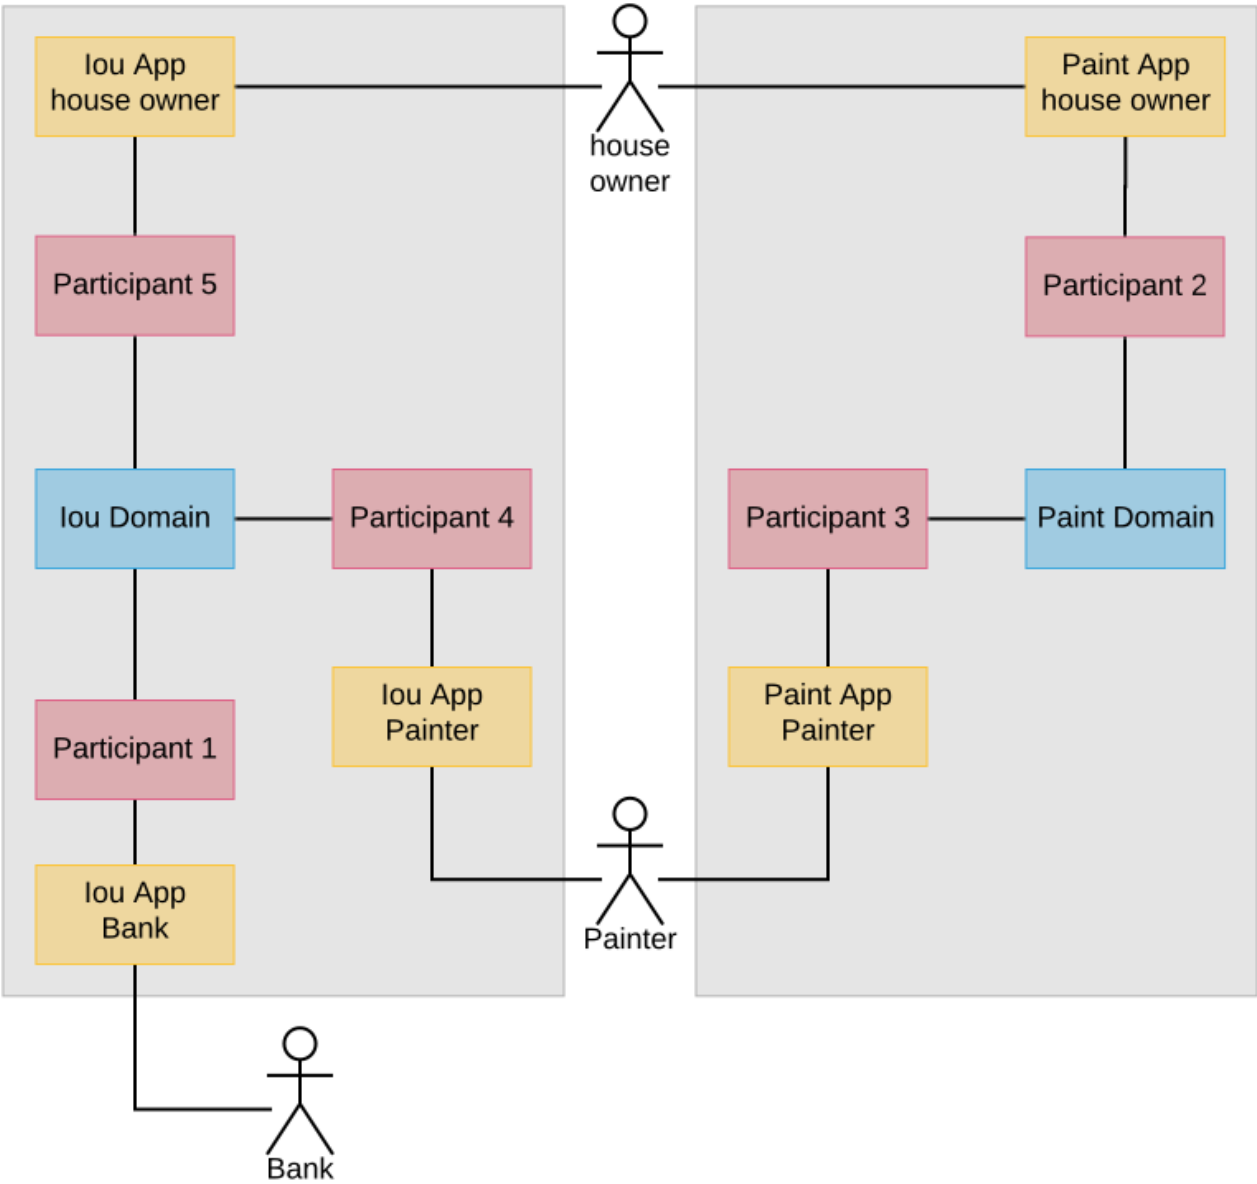 Iou App
house owner
house
owner
Paint App
house owner
Participant 5
Participant 2
Iou Domain
Participant 4
Participant 3
Paint Domain
Iou App
Painter
Paint App
Painter
Participant 1
Iou App
Bank
Painter
Bank